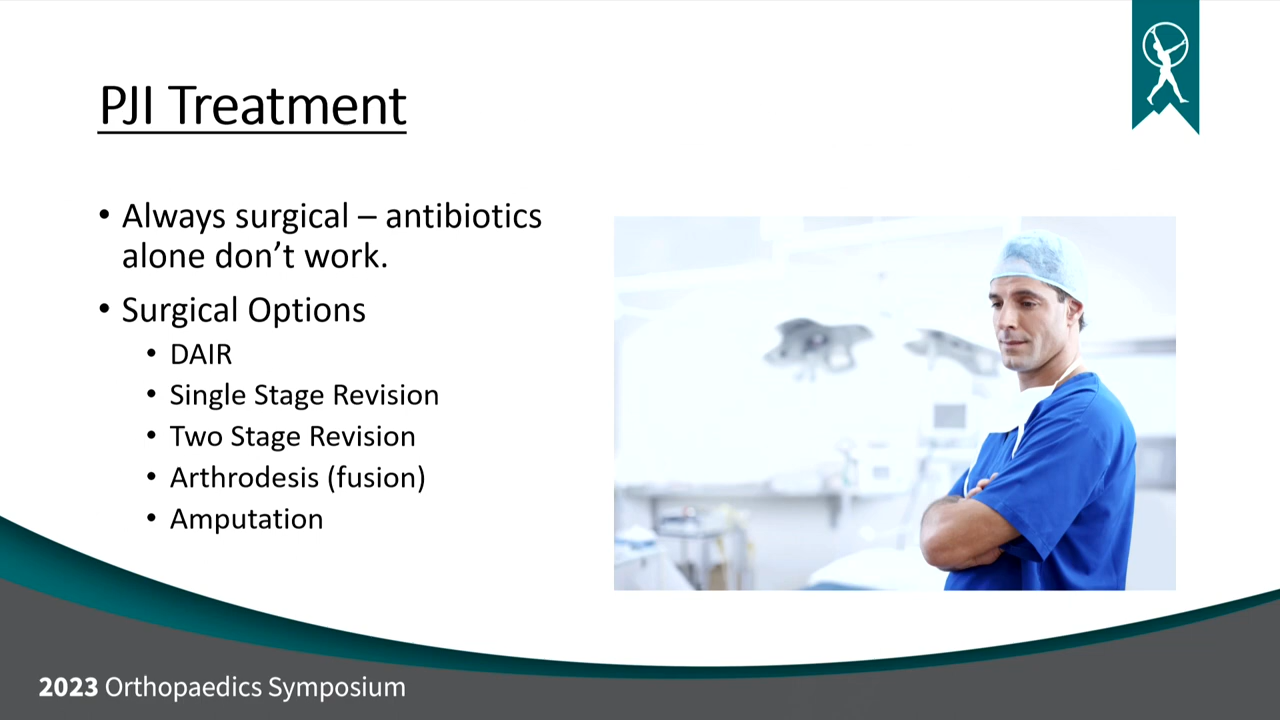 PJI Treatment
• Always surgical – antibiotics
alone don’t work.
• Surgical Options
• DAIR
• Single Stage Revision
• Two Stage Revision
• Arthrodesis (fusion)
• Amputation
2023 Orthopaedics Symposium